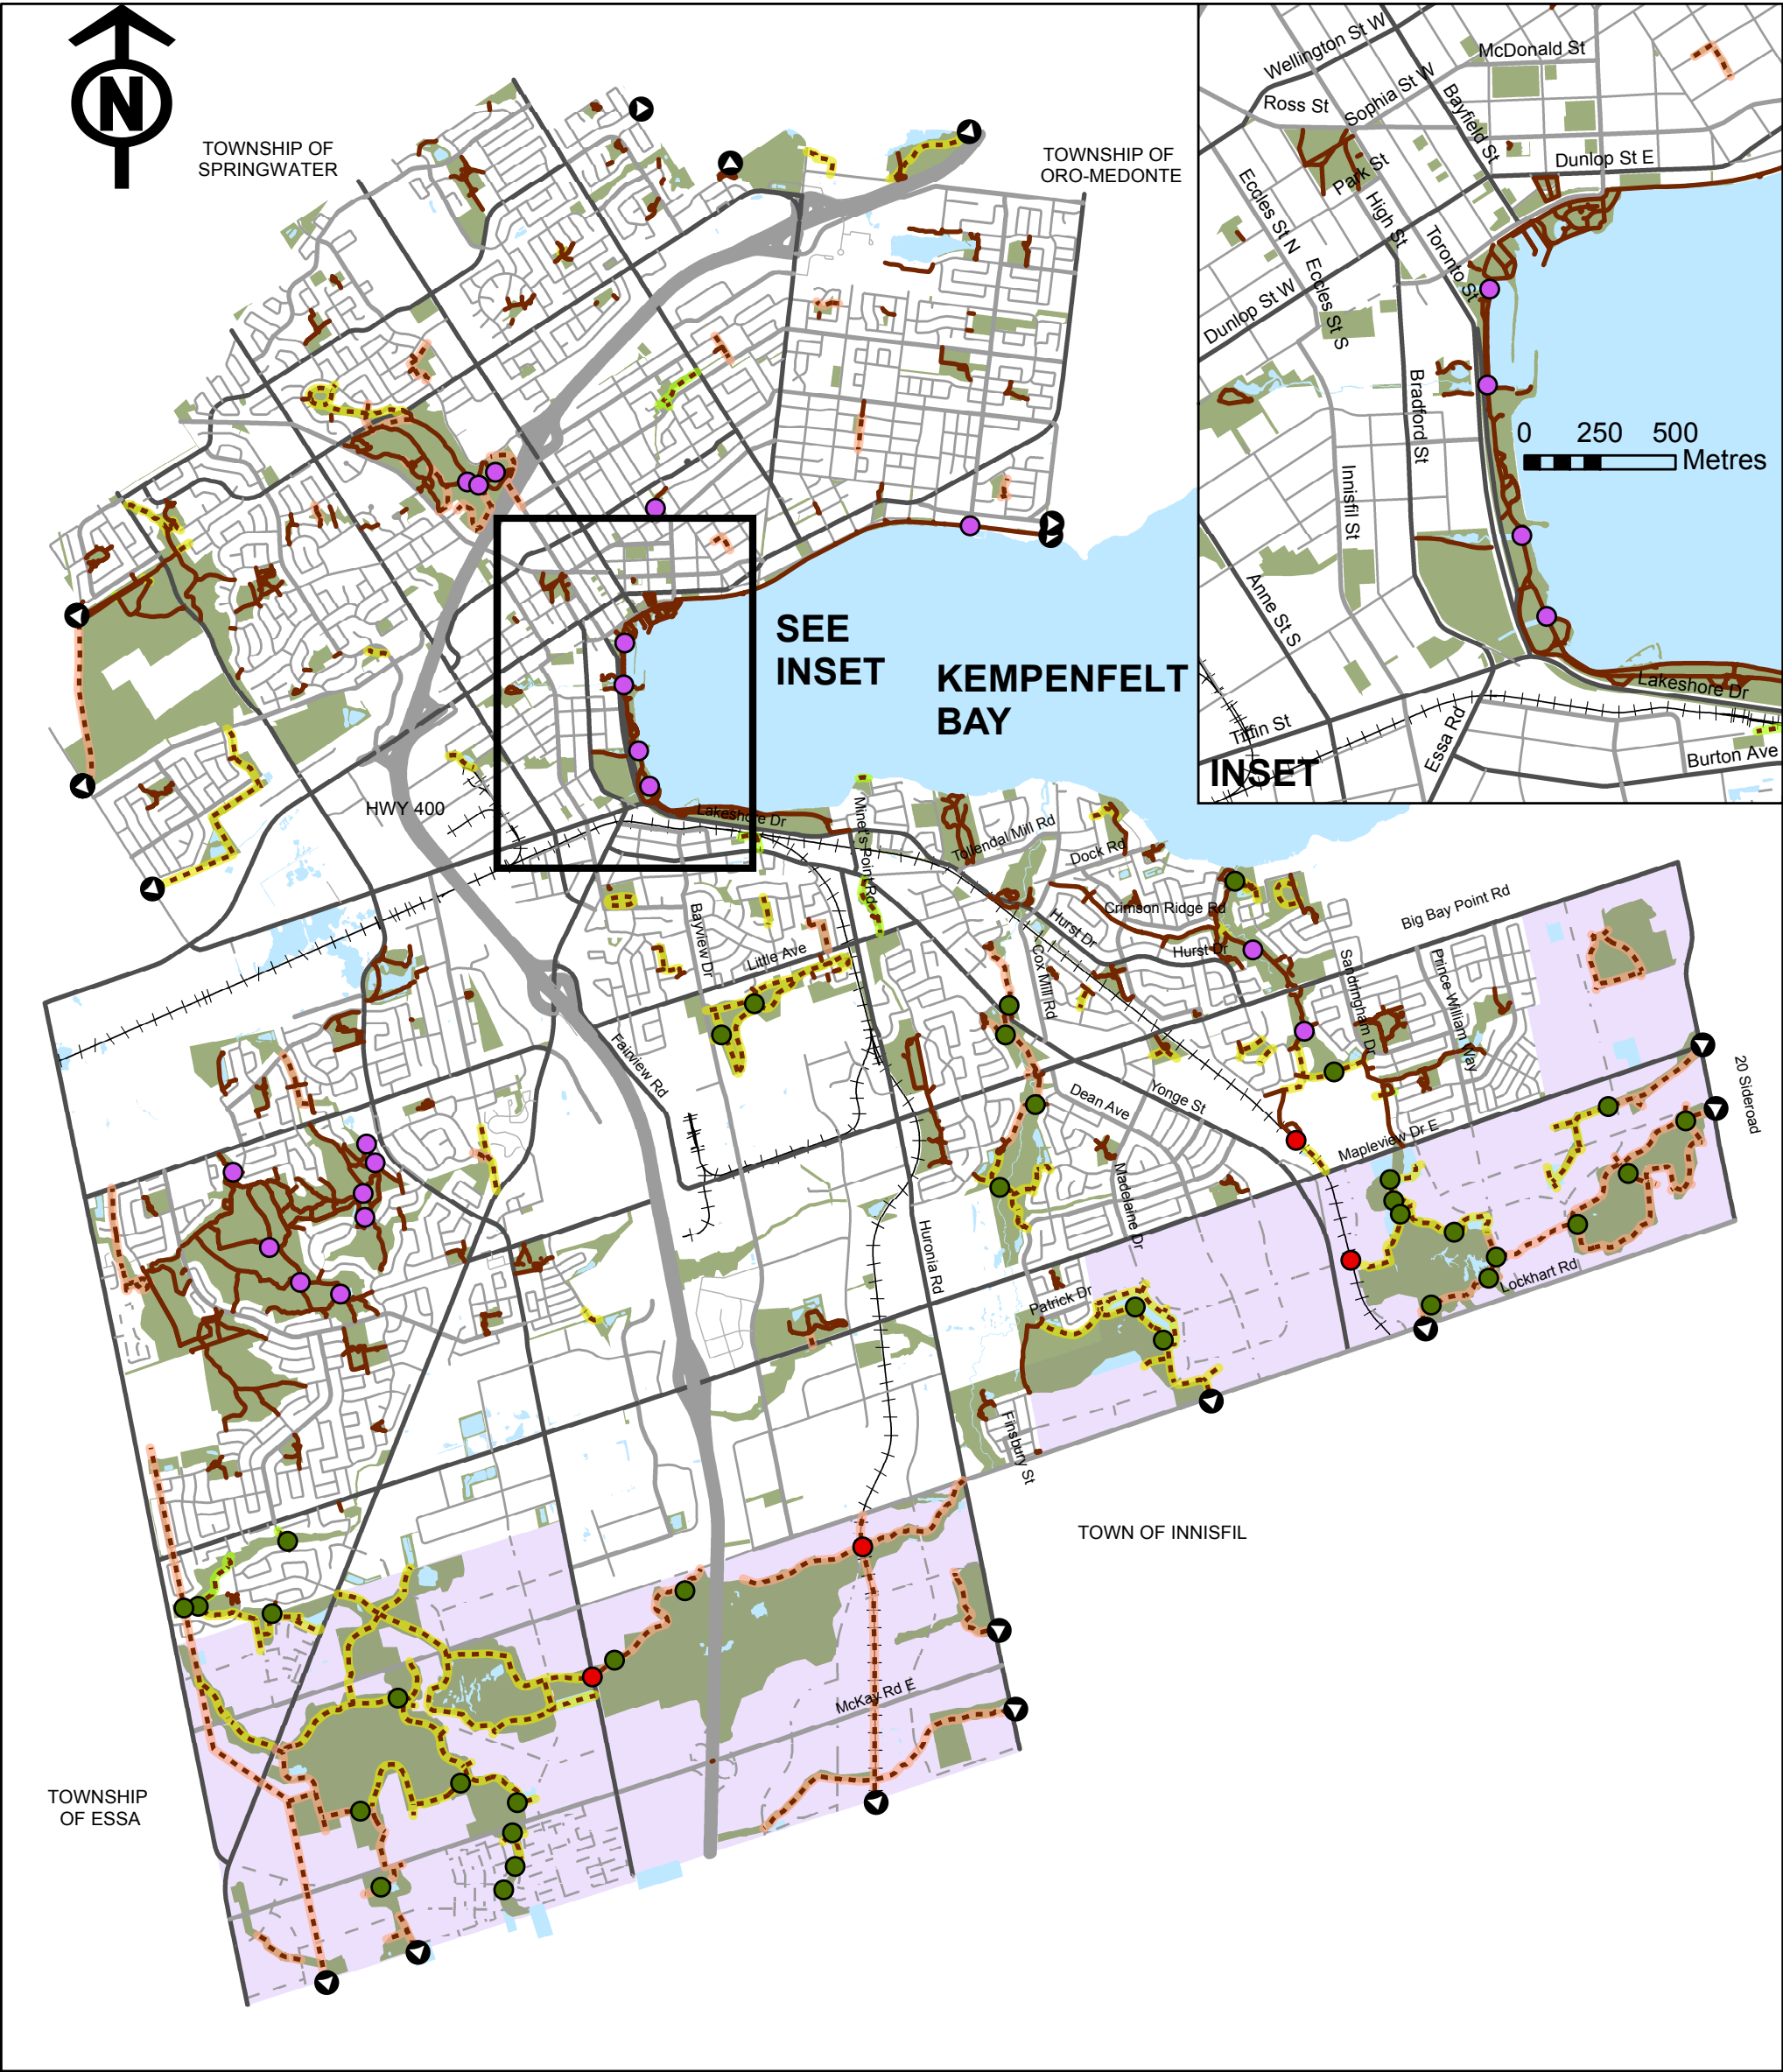 N
TOWNSHIP OF
SPRINGWATER
TOWNSHIP OF
ORO-MEDONTE
Wellington St W
McDonald St
Ross St
Sophia St W
Bayfield St
Dunlop St E
Park St
Eccles St N
High St
Toronto St
Eccles St S
Dunlop St W
Bradford St
Innisfil St
0 250 500
Metres
Anne St S
Lakeshore Dr
Tiffin St
Essa Rd
Burton Ave
INSET
SEE
INSET
KEMPENFELT
BAY
HWY 400
Lakeshore Dr
Minet's Point Rd
Tollendal Mill Rd
Dock Rd
Crimson Ridge Rd
Hurst Dr
Hurst Dr
Cox Mill Rd
Big Bay Point Rd
Sandringham Dr
Prince William Way
Bayview Dr
Little Ave
Fairview Rd
20 Sideroad
Dean Ave
Yonge St
Mapleview Dr E
Madelaine Dr
Huronia Rd
Lockhart Rd
Patrick Dr
Finsbury St
TOWN OF INNISFIL
McKay Rd E
TOWNSHIP
OF ESSA